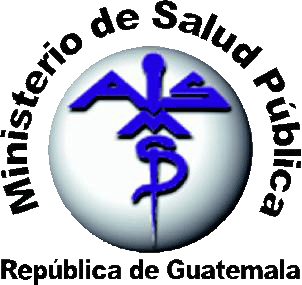 Ministerio de Salud Pública
A S
M
S
P
República de Guatemala